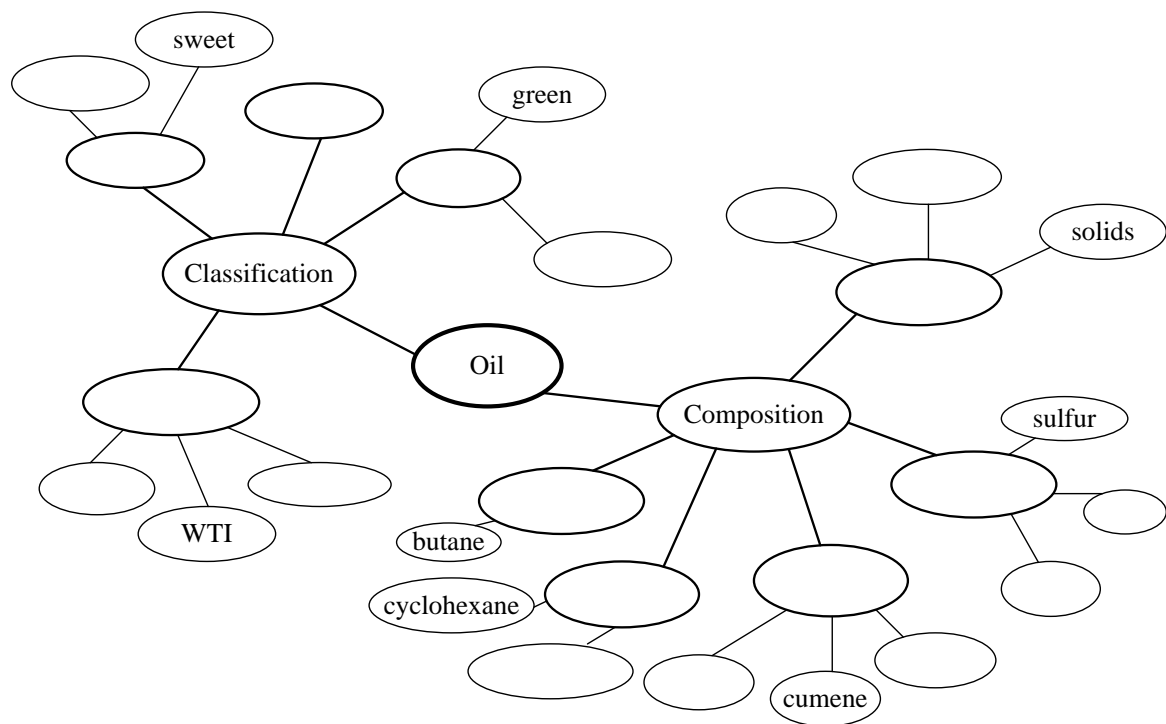 sweet
green
solids
Classification
Oil
Composition
sulfur
WTI
butane
cyclohexane
cumene